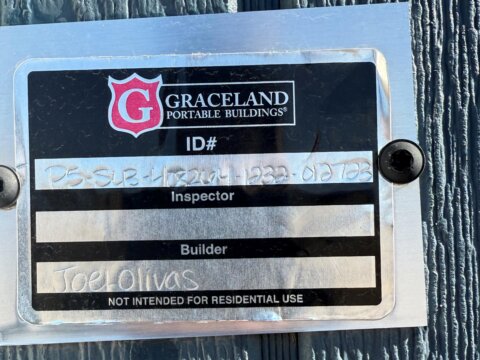 G GRACELAND
PORTABLE BUILDINGS®
ID#
Inspector
Builder
Joel Olivas
NOT INTENDED FOR RESIDENTIAL USE